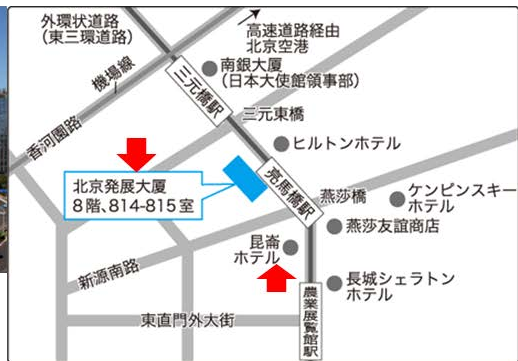 外環状道路
(東三環道路)
高速道路経由
北京空港
機場線
南銀大厦
(日本大使館領事部)
三元橋駅
三元東橋
香河園路
ヒルトンホテル
北京発展大厦
8階、814-815室
亮馬橋駅
燕莎橋
ケンピンスキー
ホテル
燕莎友誼商店
昆崙
ホテル
新源南路
長城シェラトン
ホテル
東直門外大街
農業展覧館駅